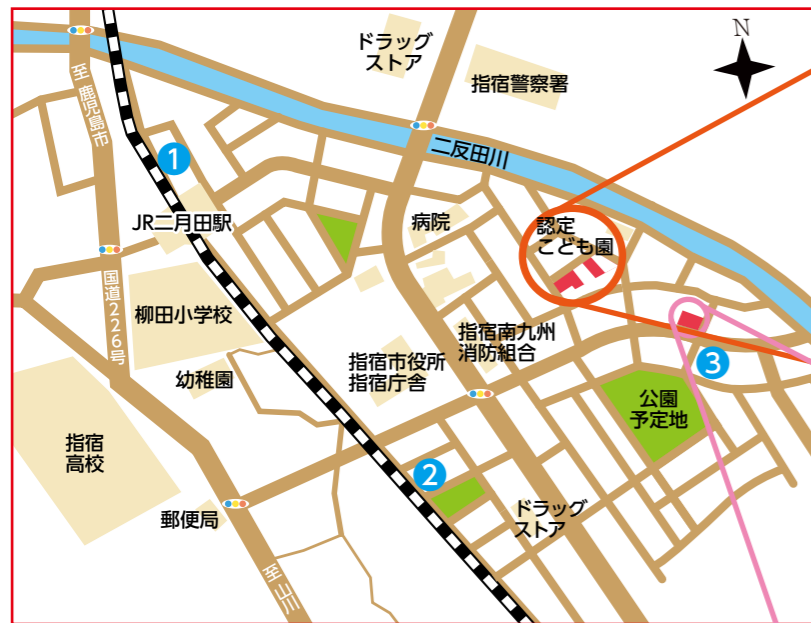 ドラッグ
ストア
指宿警察署
N
至 鹿児島市
二反田川
1
JR二月田駅
病院
認定
こども園
国道226号
柳田小学校
幼稚園
指宿市役所
指宿庁舎
指宿南九州
消防組合
3
公園
予定地
指宿
高校
2
郵便局
ドラッグ
ストア
至 山川